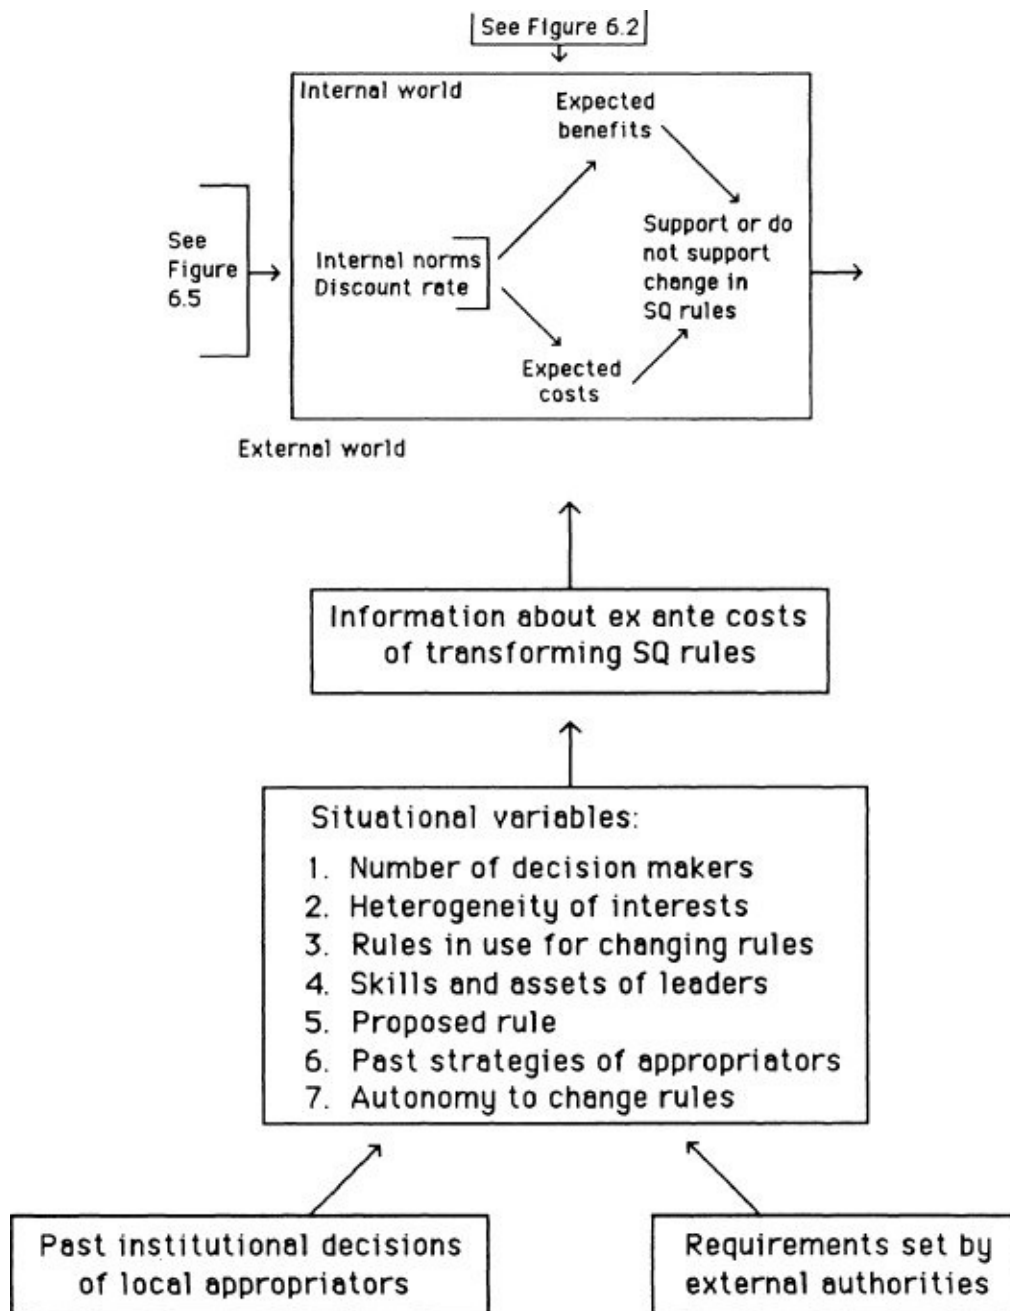 See Figure 6.2
Internal world
Expected
benefits
See
Figure
6.5
Internal norms
Discount rate
Support or do
not support
change in
SQ rules
Expected
costs
External world
Information about ex ante costs
of transforming SQ rules
Situational variables:
1. Number of decision makers
2. Heterogeneity of interests
3. Rules in use for changing rules
4. Skills and assets of leaders
5. Proposed rule
6. Past strategies of appropriators
7. Autonomy to change rules
Past institutional decisions
of local appropriators
Requirements set by
external authorities